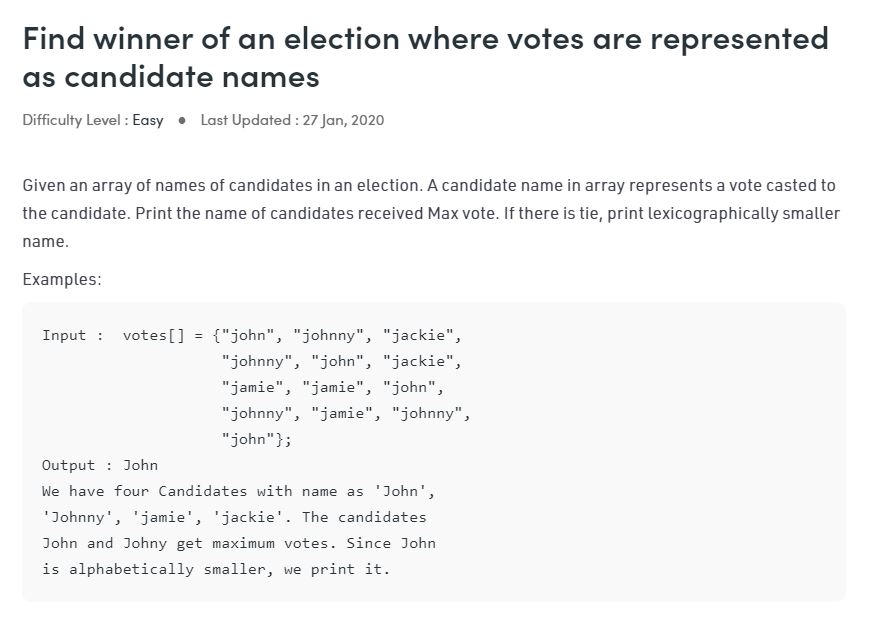 Find winner of an election where votes are represented
as candidate names
Difficulty Level : Easy ● Last Updated : 27 Jan, 2020
Given an array of names of candidates in an election. A candidate name in array represents a vote casted to
the candidate. Print the name of candidates received Max vote. If there is tie, print lexicographically smaller
name.
Examples:
Input :  votes[] = {"john", "johnny", "jackie",
"johnny", "john", "jackie",
"jamie", "jamie", "john",
"johnny", "jamie", "johnny",
"john"};
Output : John
We have four Candidates with name as 'John',
'Johnny', 'jamie', 'jackie'. The candidates
John and Johny get maximum votes. Since John
is alphabetically smaller, we print it.